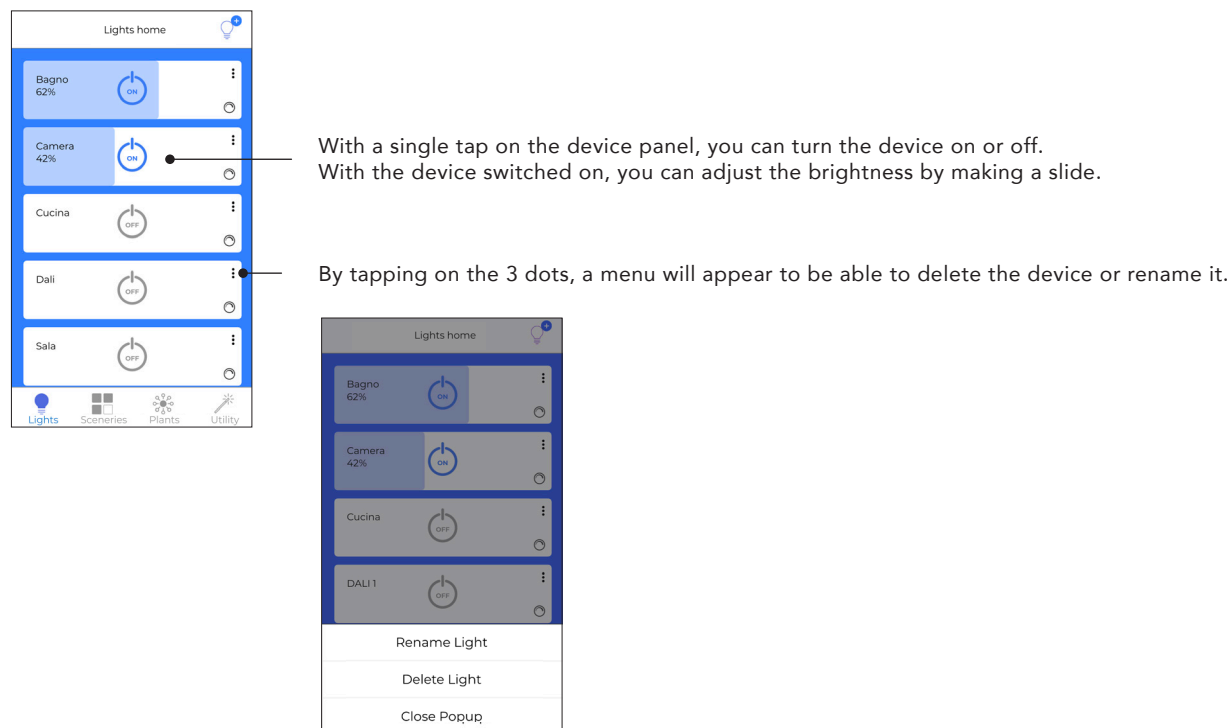 Lights home
Bagno
62%
ON
Camera
42%
ON
Cucina
OFF
Dali
OFF
Sala
OFF
Lights Sceneries Plants Utility
With a single tap on the device panel, you can turn the device on or off.
With the device switched on, you can adjust the brightness by making a slide.
By tapping on the 3 dots, a menu will appear to be able to delete the device or rename it.
Lights home
Bagno
62%
ON
Camera
42%
ON
Cucina
OFF
DALI 1
OFF
Rename Light
Delete Light
Close Popup